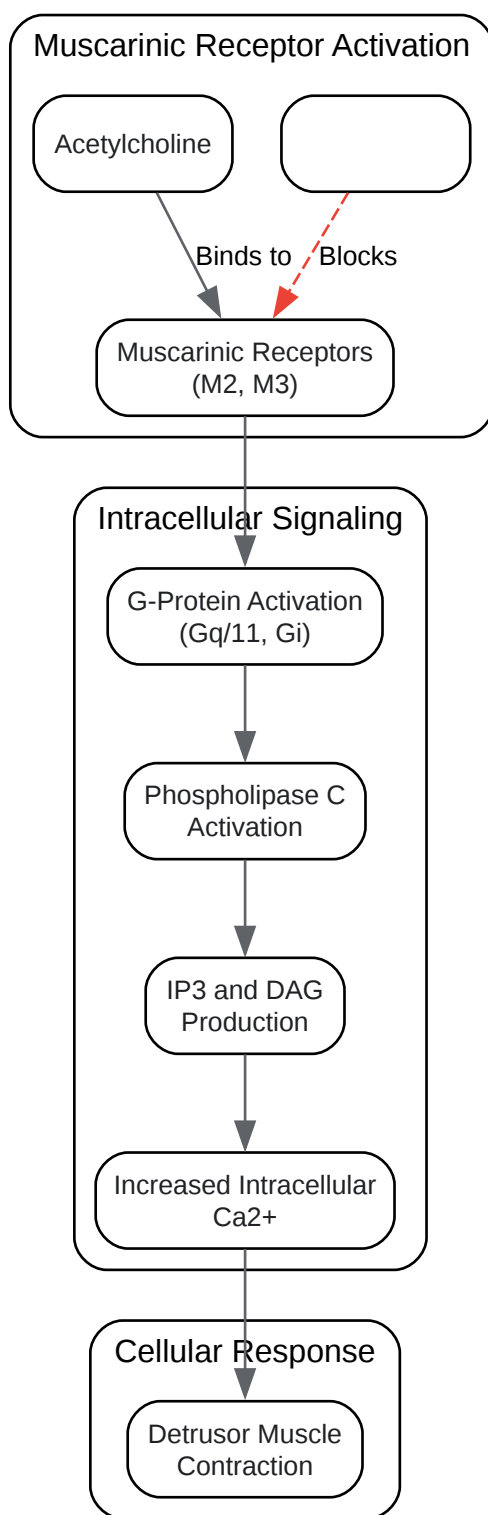 Muscarinic Receptor Activation
Acetylcholine
Binds to
Blocks
Muscarinic Receptors
(M2, M3)
Intracellular Signaling
G-Protein Activation
(Gq/11, Gi)
Phospholipase C
Activation
IP3 and DAG
Production
Increased Intracellular
Ca2+
Cellular Response
Detrusor Muscle
Contraction